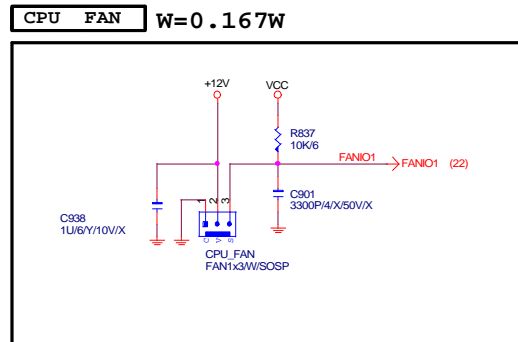 CPU FAN W=0.167W
+12V VCC
R837
10K/6
FANIO1 FANIO1 (22)
C901
3300P/4/X/50V/X
1 2 3
C938
1U/6/Y/10V/X
C V S
CPU_FAN
FAN1x3/W/SOSP